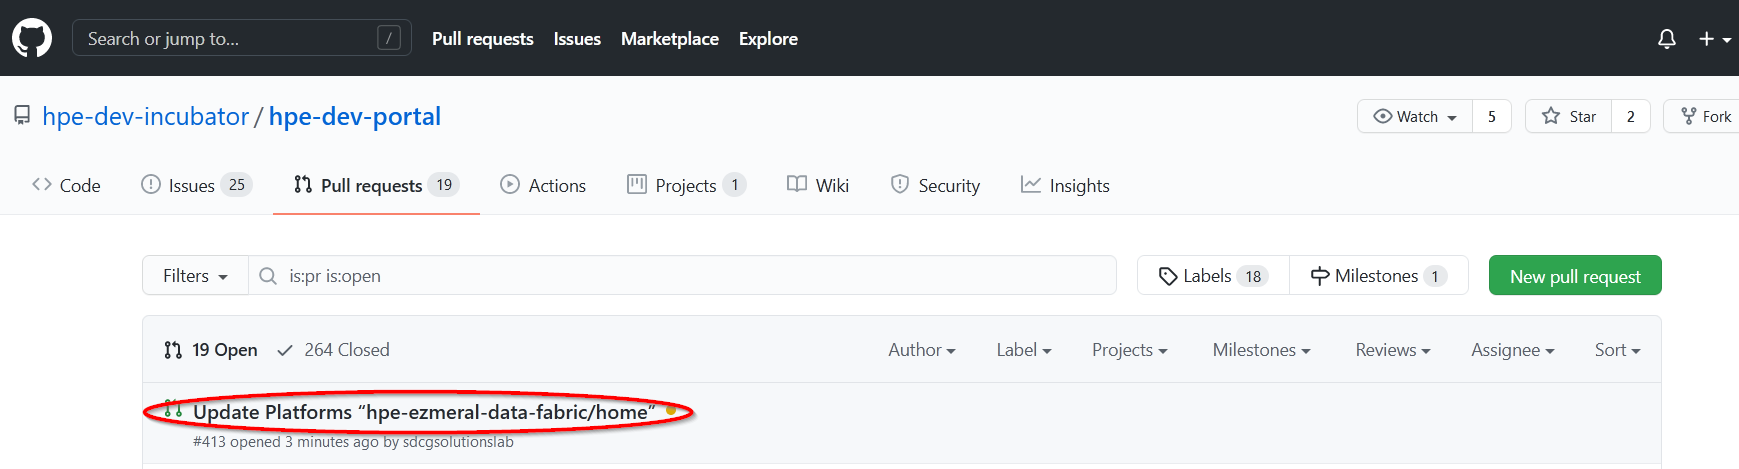 Search or jump to... / Pull requests Issues Marketplace Explore
hpe-dev-incubator / hpe-dev-portal Watch 5 Star 2 Fork
Code Issues 25 Pull requests 19 Actions Projects 1 Wiki Security Insights
Filters is:pr is:open Labels 18 Milestones 1 New pull request
19 Open 264 Closed Author Label Projects Milestones Reviews Assignee Sort
Update Platforms “hpe-ezmeral-data-fabric/home”
#413 opened 3 minutes ago by sdcgsolutionslab